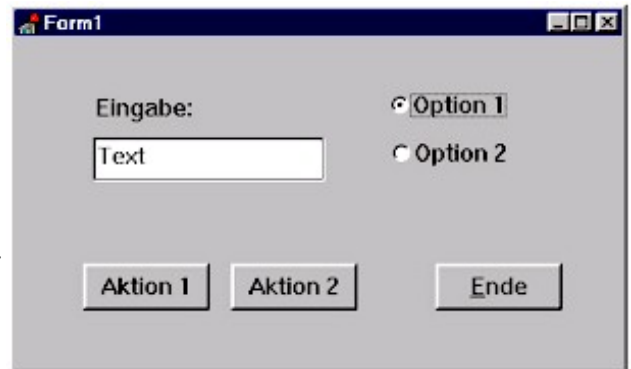 Form1
Eingabe:
Option 1
Text
Option 2
Aktion 1
Aktion 2
Ende